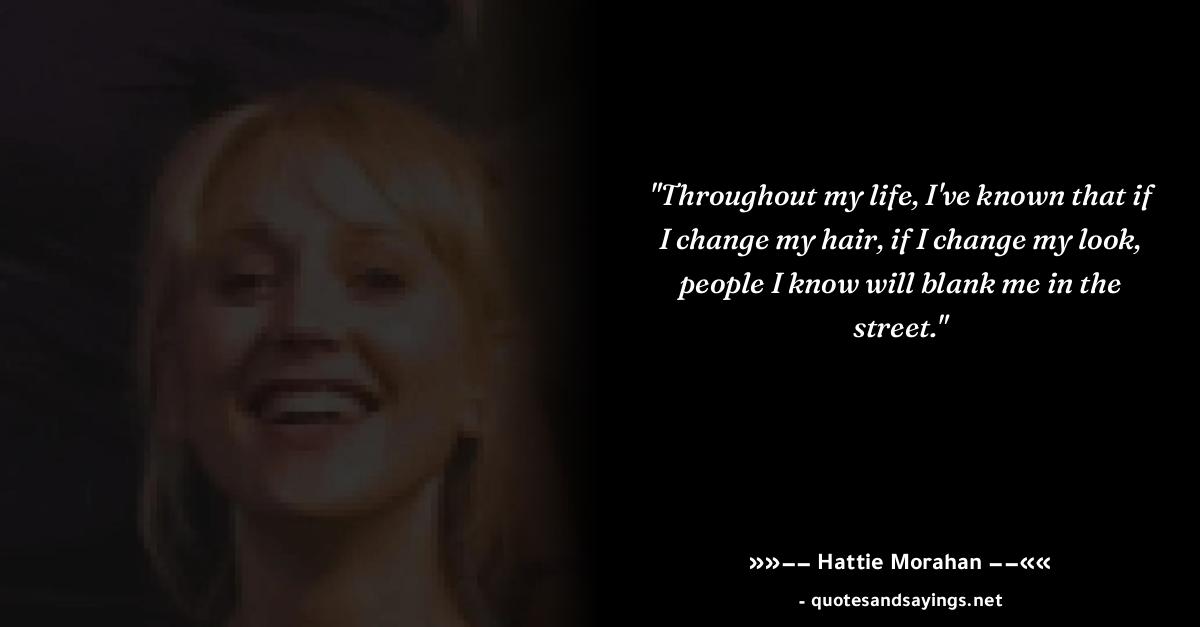 "Throughout my life, I've known that if
I change my hair, if I change my look,
people I know will blank me in the
street."
»»−− Hattie Morahan −−««
- quotesandsayings.net